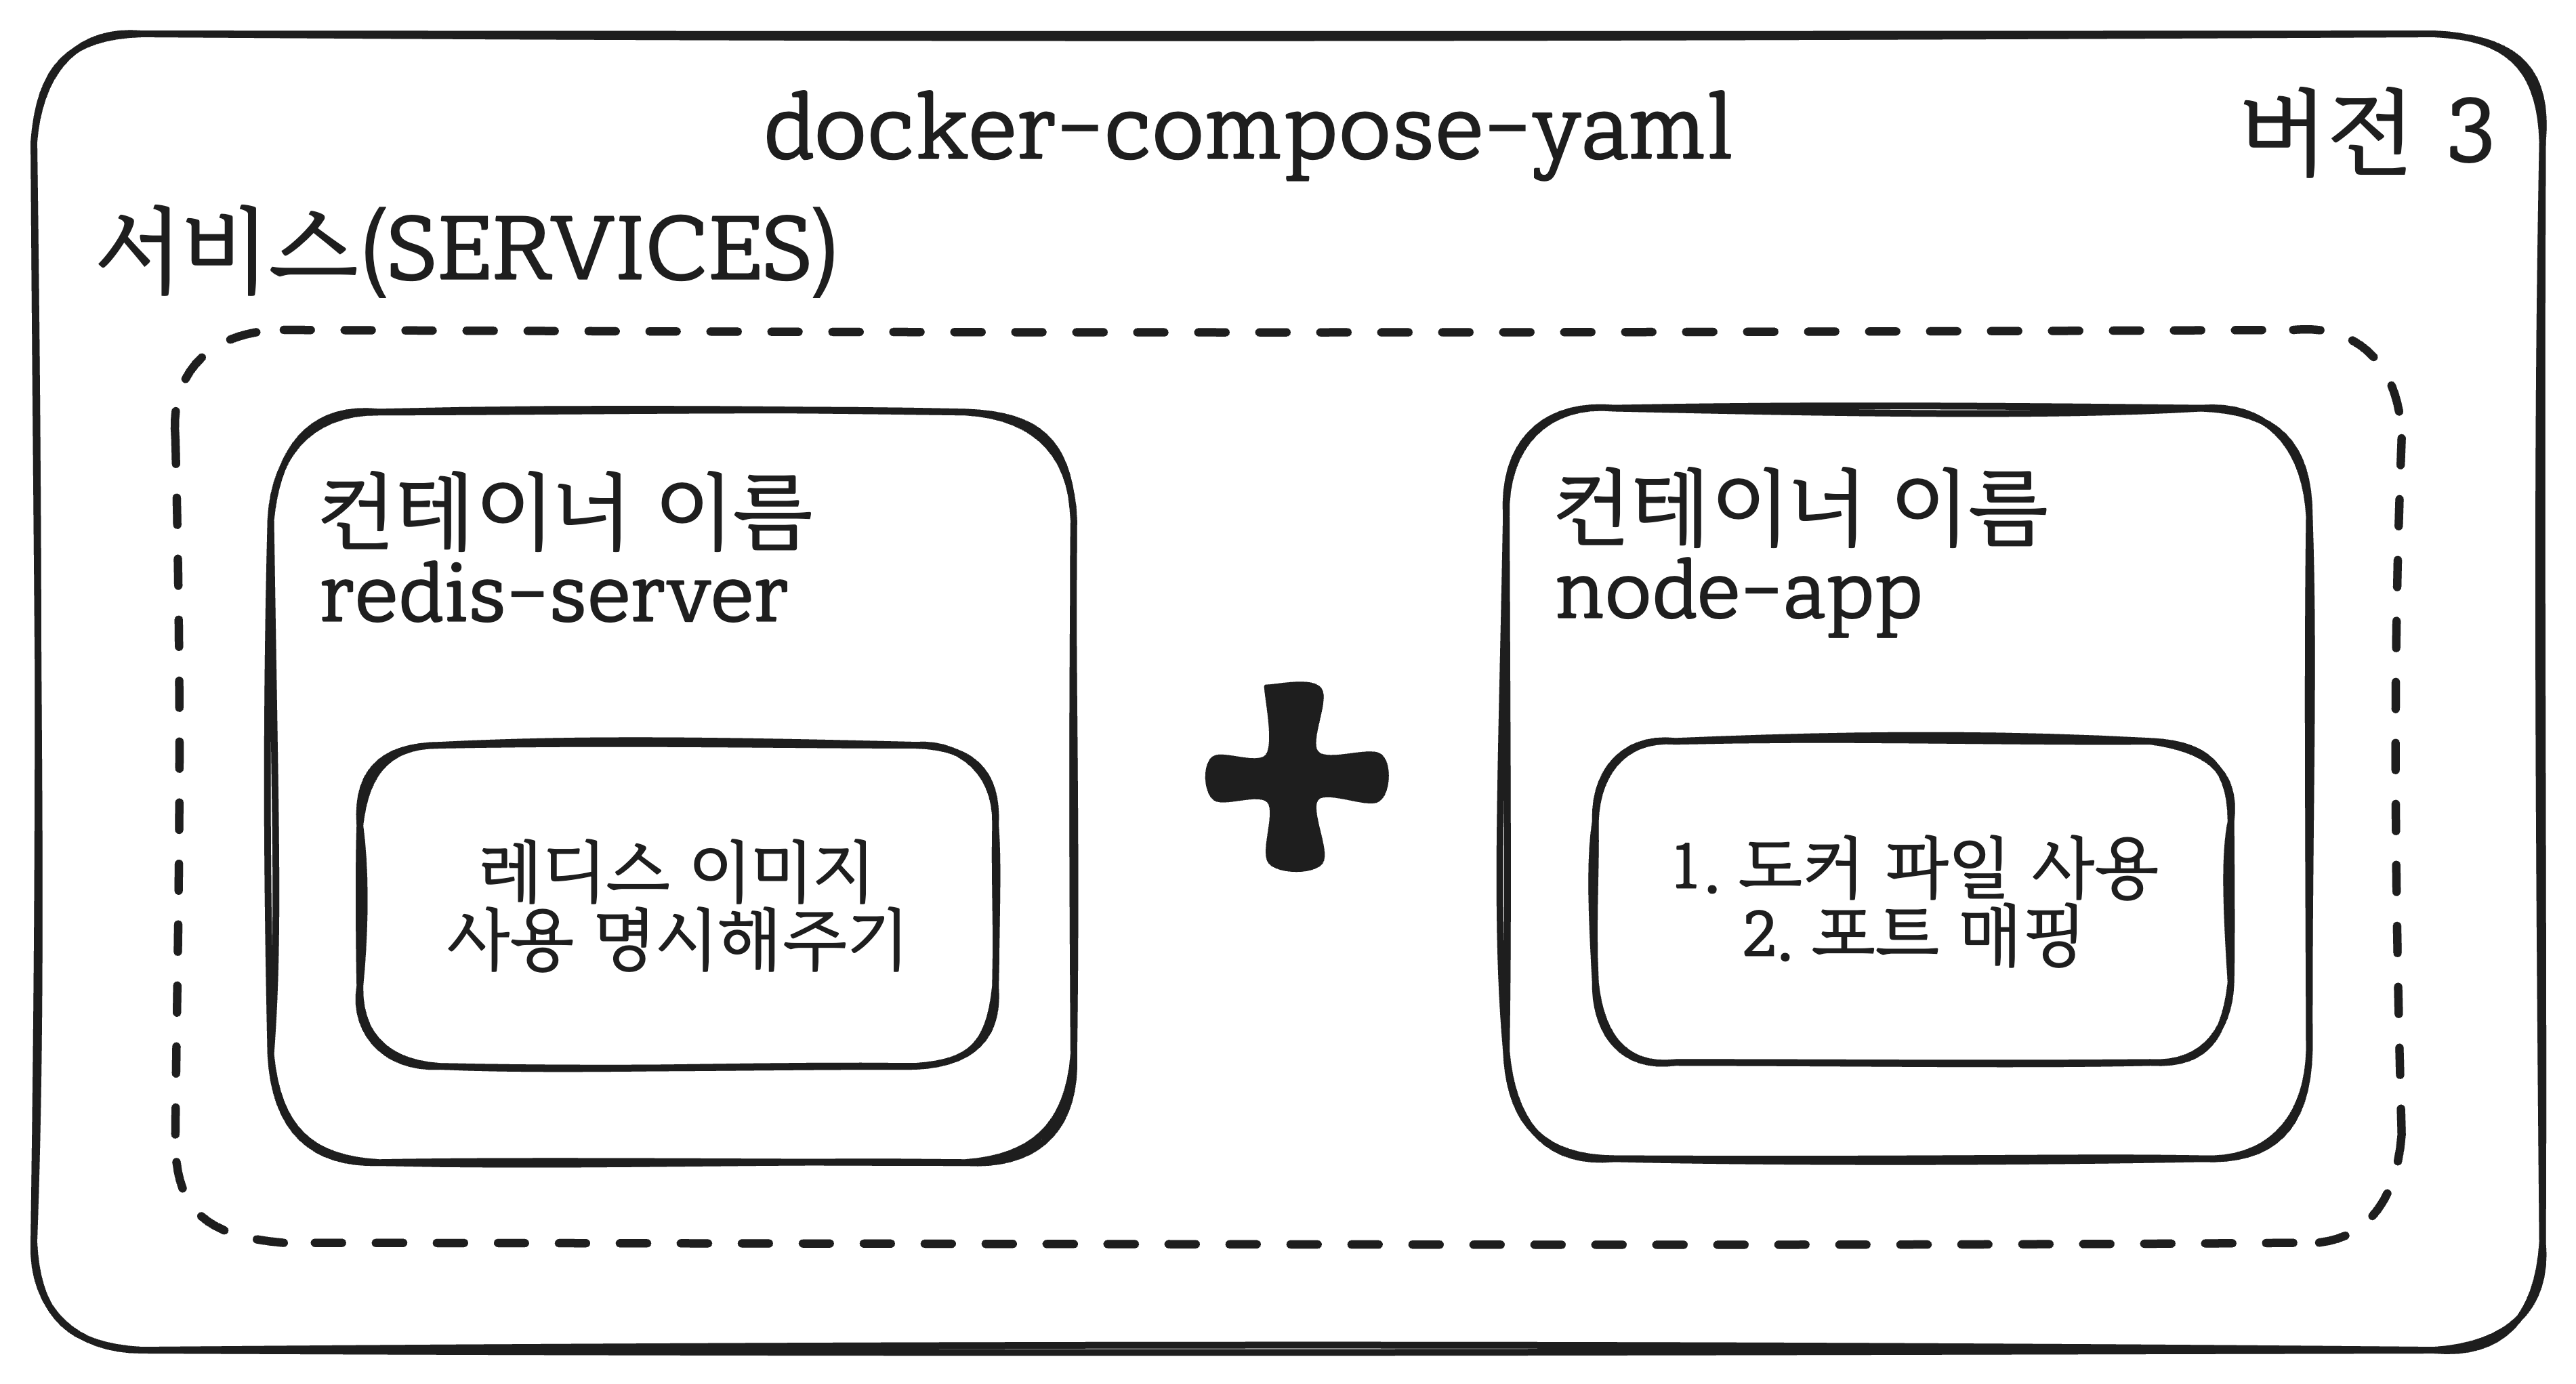 docker-compose-yaml
버전 3
서비스(SERVICES)
컨테이너 이름
redis-server
레디스 이미지
사용 명시해주기
컨테이너 이름
node-app
1. 도커 파일 사용
2. 포트 매핑